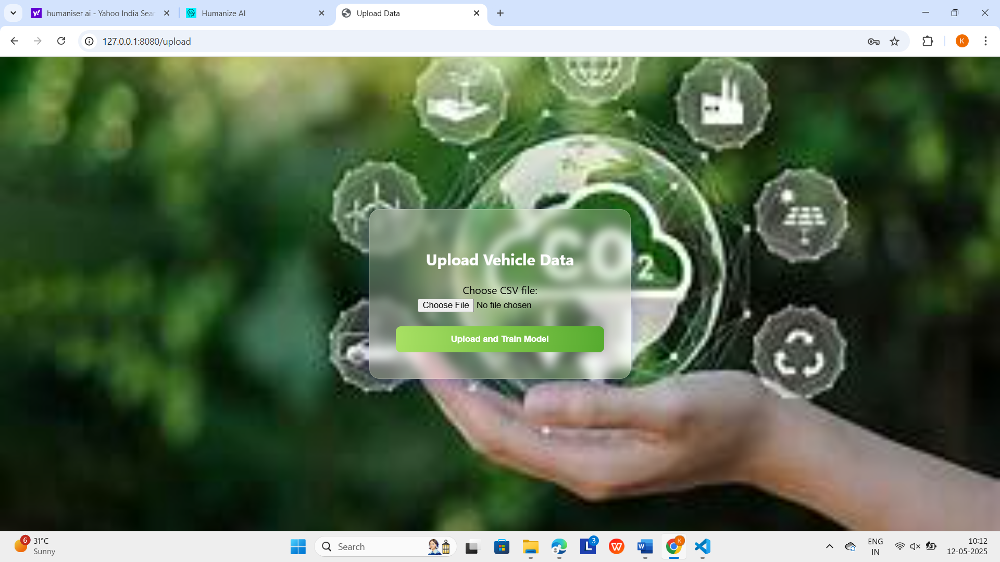 humaniser ai - Yahoo India Sear
Humanize AI
Upload Data
127.0.0.1:8080/upload
K
CO
2
Upload Vehicle Data
Choose CSV file:
Choose File No file chosen
Upload and Train Model
6
31°C
Sunny
Search
3
K
ENG
IN
10:12
12-05-2025